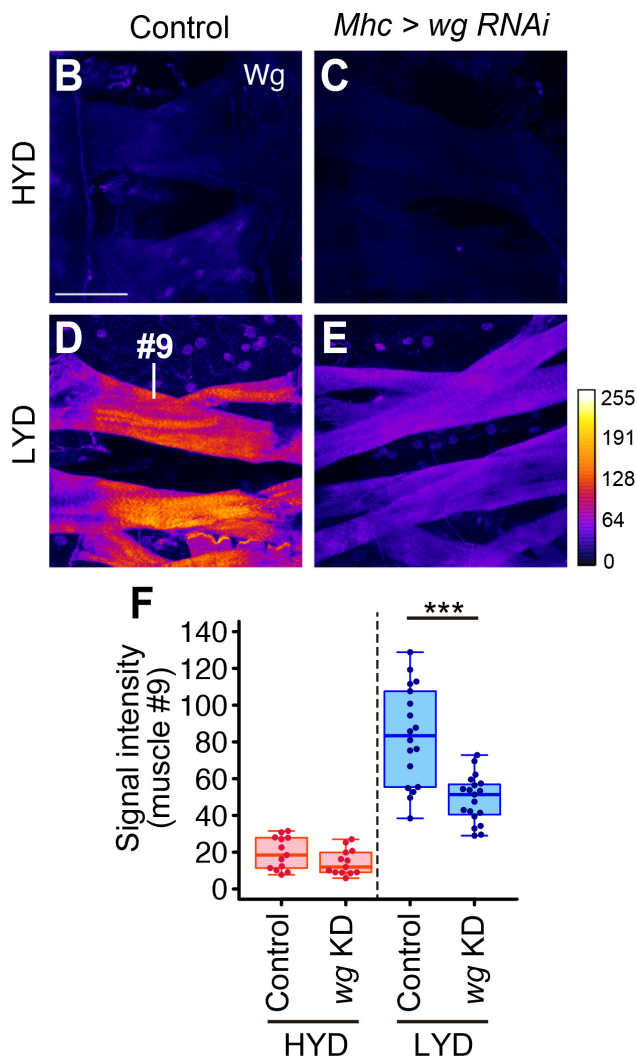 Control
Mhc > wg RNAi
HYD
B
Wg
C
LYD
D
#9
E
255
191
128
64
0
F
***
Signal intensity
(muscle #9)
140
120
100
80
60
40
20
0
Control
wg KD
Control
wg KD
HYD
LYD